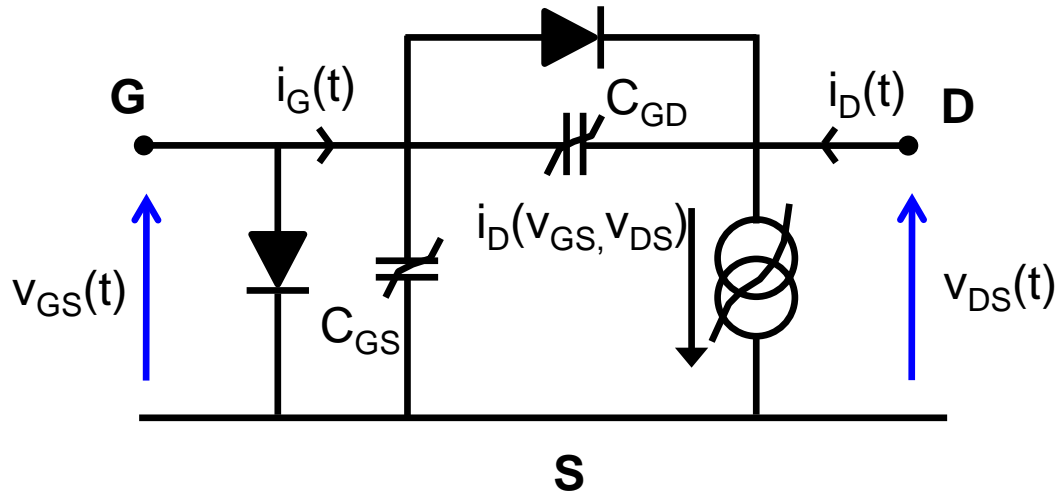 G
i_G(t)
C_GD
i_D(t)
D
i_D(v_GS, v_DS)
v_GS(t)
C_GS
v_DS(t)
S